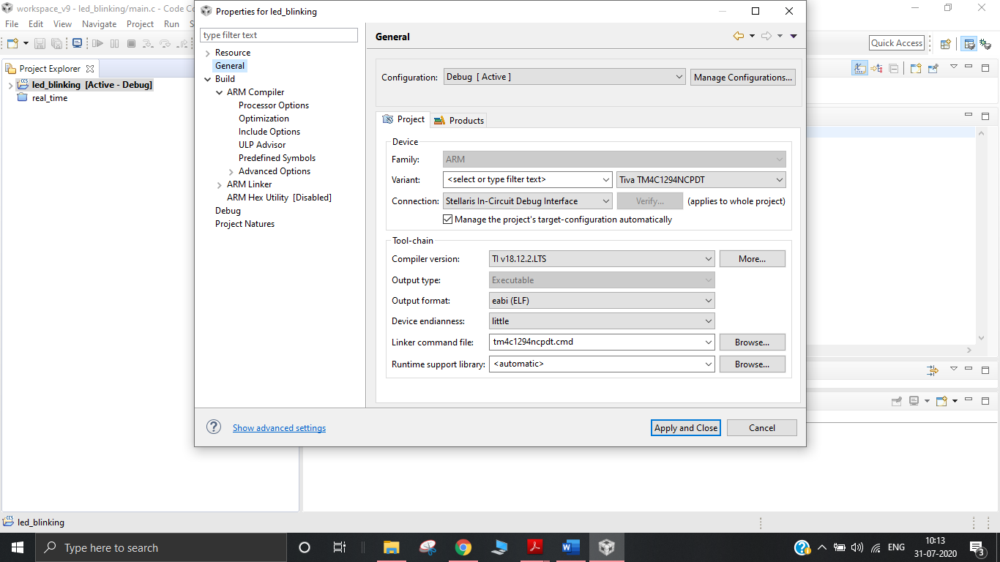 workspace_v9 - led_blinking/main.c - Code Co
File Edit View Navigate Project Run S
Quick Access
Project Explorer
led_blinking [Active - Debug]
real_time
Properties for led_blinking
type filter text
Resource
General
Build
ARM Compiler
Processor Options
Optimization
Include Options
ULP Advisor
Predefined Symbols
Advanced Options
ARM Linker
ARM Hex Utility [Disabled]
Debug
Project Natures
General
Configuration: Debug [ Active ] Manage Configurations...
Project Products
Device
Family: ARM
Variant: <select or type filter text> Tiva TM4C1294NCPDT
Connection: Stellaris In-Circuit Debug Interface Verify... (applies to whole project)
Manage the project's target-configuration automatically
Tool-chain
Compiler version: TI v18.12.2.LTS More...
Output type: Executable
Output format: eabi (ELF)
Device endianness: little
Linker command file: tm4c1294ncpdt.cmd Browse...
Runtime support library: <automatic> Browse...
Show advanced settings Apply and Close Cancel
led_blinking
Type here to search
ENG
10:13
31-07-2020
3